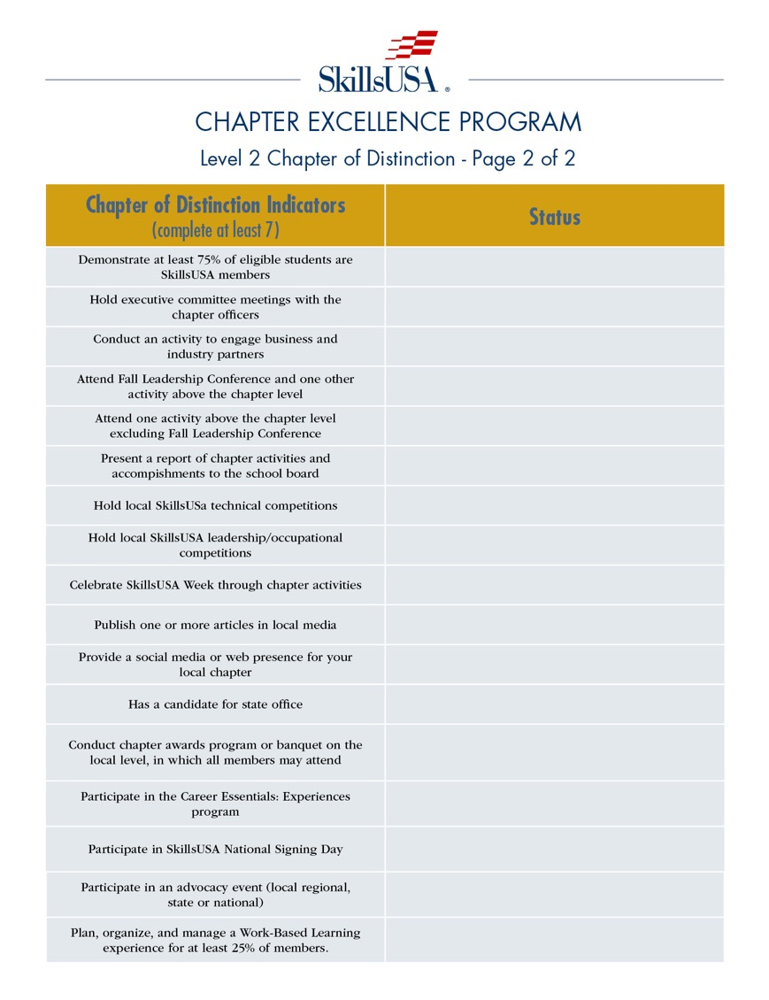 SkillsUSA ®
CHAPTER EXCELLENCE PROGRAM
Level 2 Chapter of Distinction - Page 2 of 2
Chapter of Distinction Indicators
(complete at least 7)
Status
Demonstrate at least 75% of eligible students are
SkillsUSA members
Hold executive committee meetings with the
chapter officers
Conduct an activity to engage business and
industry partners
Attend Fall Leadership Conference and one other
activity above the chapter level
Attend one activity above the chapter level
excluding Fall Leadership Conference
Present a report of chapter activities and
accompishments to the school board
Hold local SkillsUSa technical competitions
Hold local SkillsUSA leadership/occupational
competitions
Celebrate SkillsUSA Week through chapter activities
Publish one or more articles in local media
Provide a social media or web presence for your
local chapter
Has a candidate for state office
Conduct chapter awards program or banquet on the
local level, in which all members may attend
Participate in the Career Essentials: Experiences
program
Participate in SkillsUSA National Signing Day
Participate in an advocacy event (local regional,
state or national)
Plan, organize, and manage a Work-Based Learning
experience for at least 25% of members.